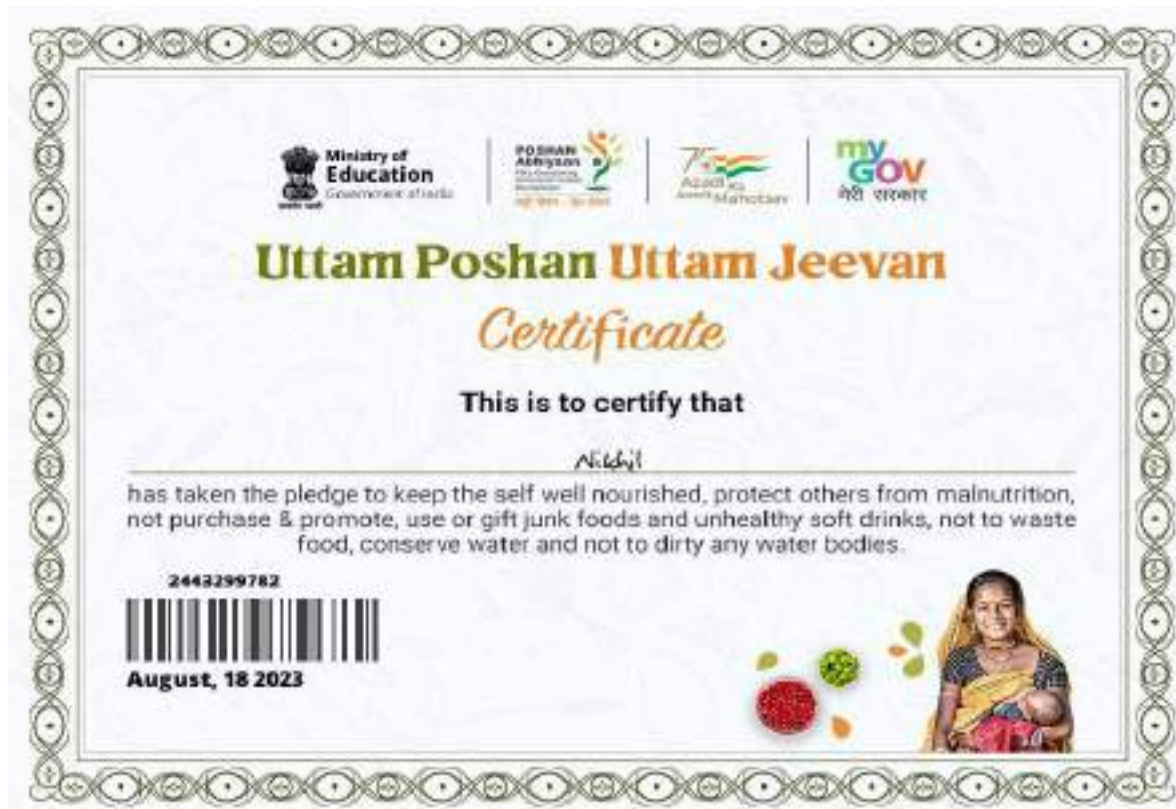 Ministry of
Education
Government of India
POSHAN
Abhiyaan
Azadi Ka
Amrit Mahotsav
my
GOV
मेरी सरकार
Uttam Poshan Uttam Jeevan
Certificate
This is to certify that
Nikhil
has taken the pledge to keep the self well nourished, protect others from malnutrition,
not purchase & promote, use or gift junk foods and unhealthy soft drinks, not to waste
food, conserve water and not to dirty any water bodies.
2443299782
August, 18 2023